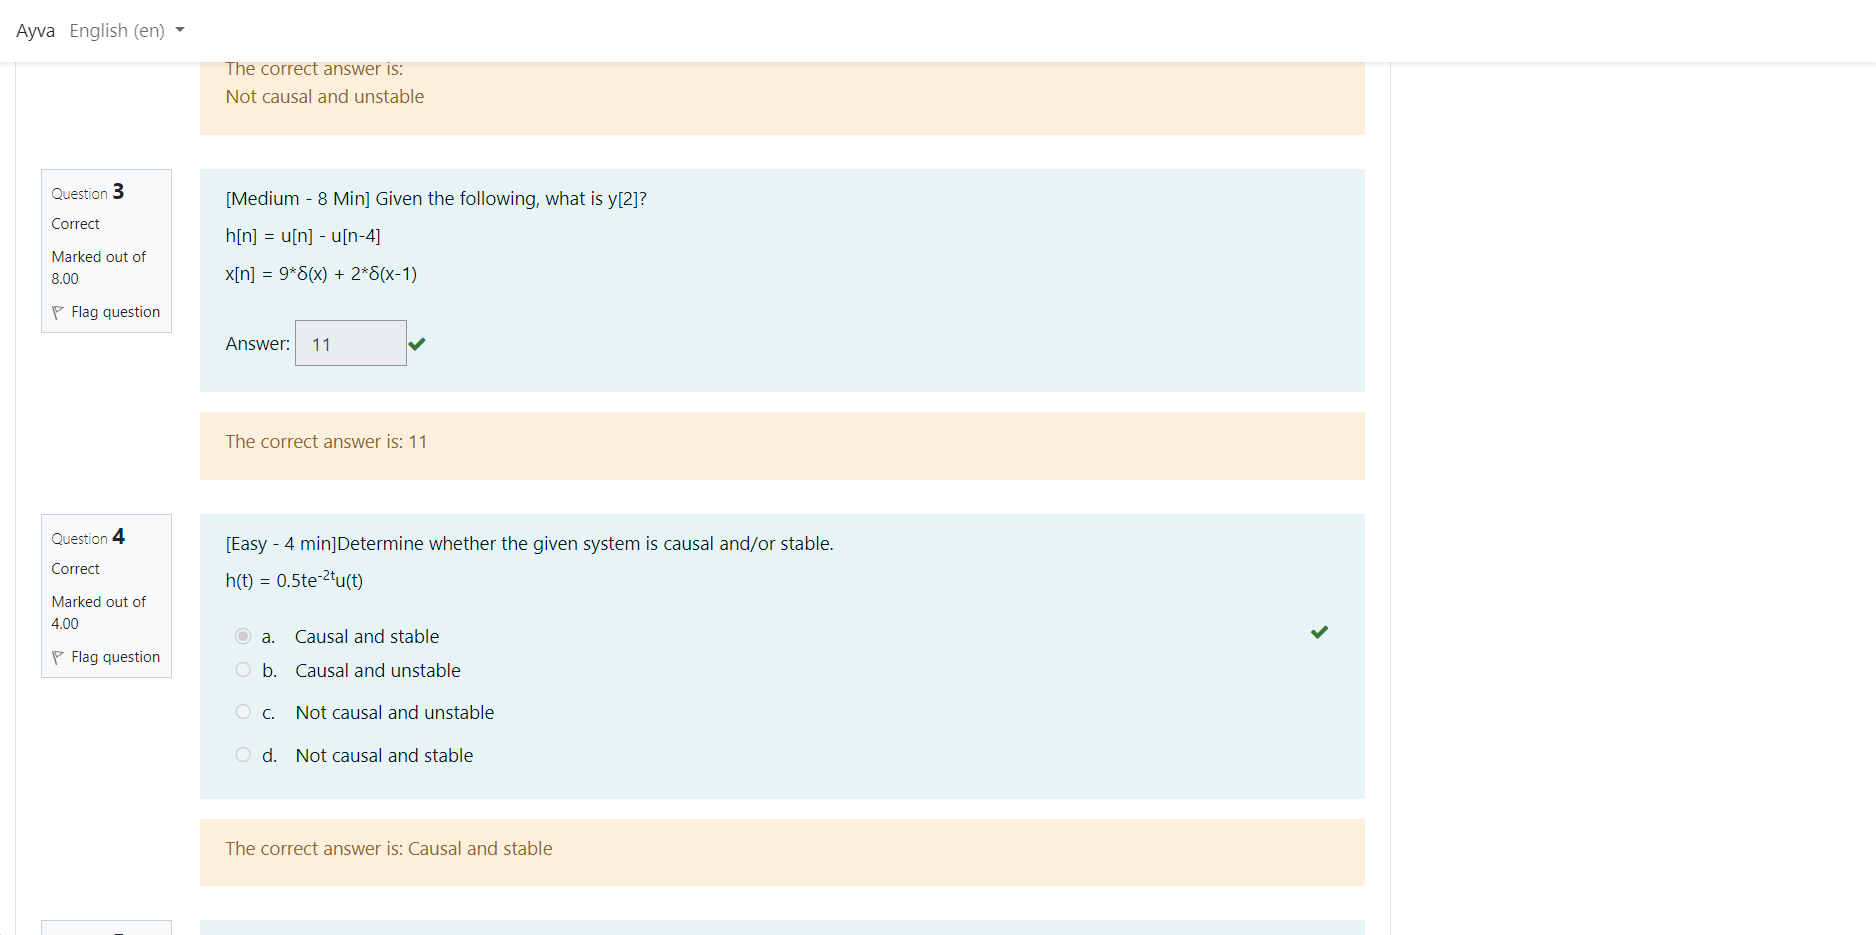 Ayva English (en)
The correct answer is:
Not causal and unstable
Question 3
Correct
Marked out of
8.00
Flag question
[Medium - 8 Min] Given the following, what is y[2]?
h[n] = u[n] - u[n-4]
x[n] = 9*δ(x) + 2*δ(x-1)
Answer: 11
The correct answer is: 11
Question 4
Correct
Marked out of
4.00
Flag question
[Easy - 4 min]Determine whether the given system is causal and/or stable.
h(t) = 0.5te⁻²ᵗu(t)
a. Causal and stable
b. Causal and unstable
c. Not causal and unstable
d. Not causal and stable
The correct answer is: Causal and stable